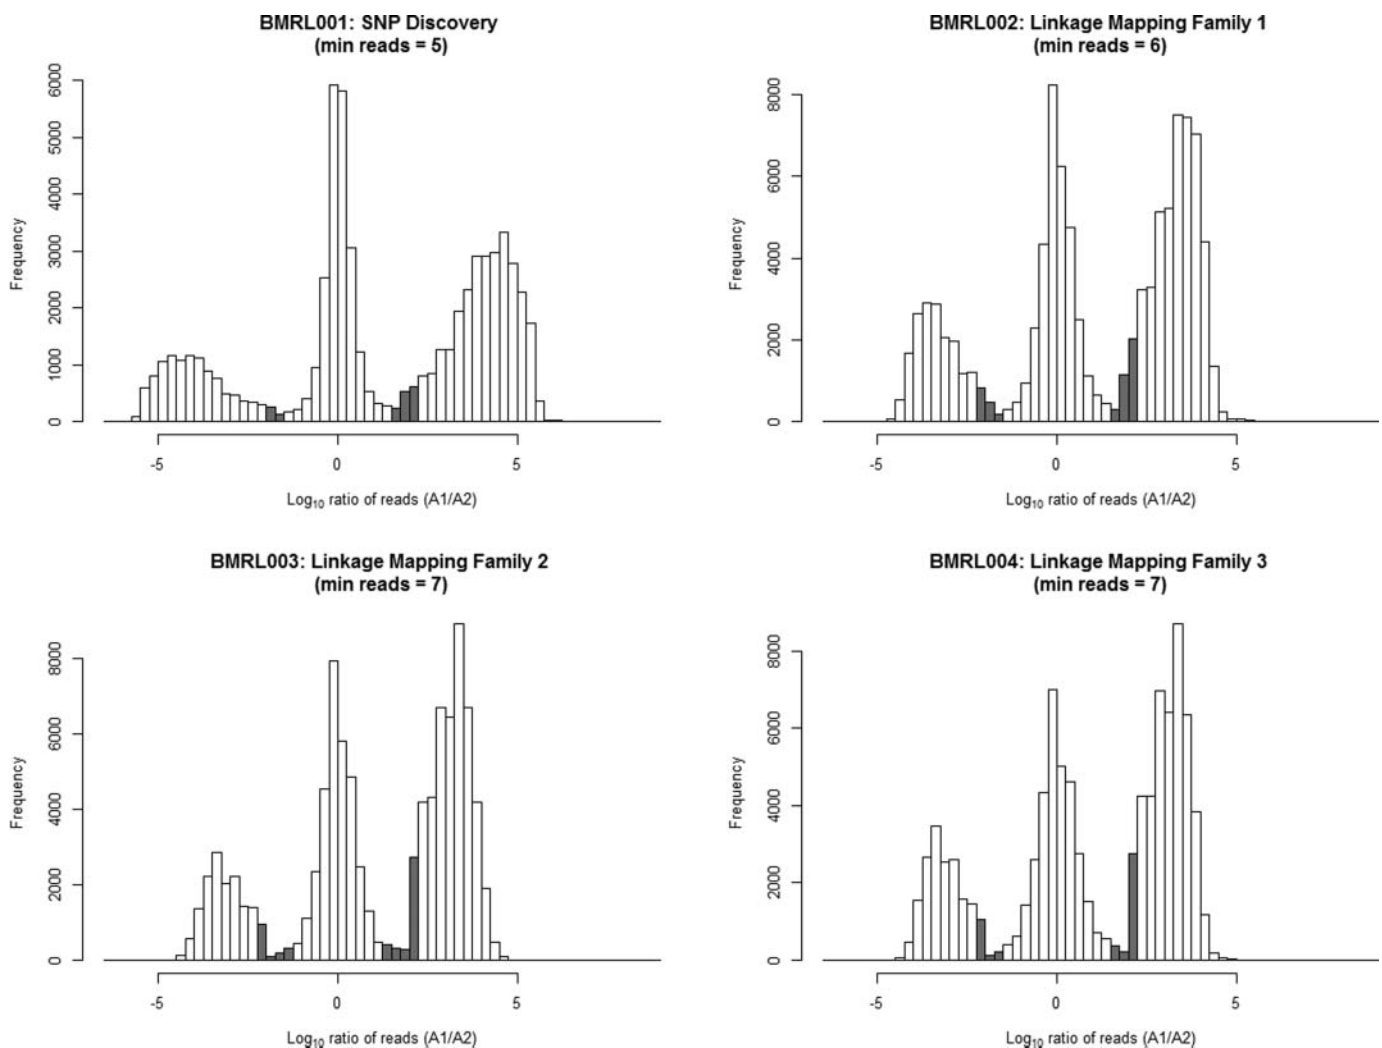 BMRL001: SNP Discovery
(min reads = 5)
Frequency
0 1000 2000 3000 4000 5000 6000
-5 0 5
Log₁₀ ratio of reads (A1/A2)
BMRL002: Linkage Mapping Family 1
(min reads = 6)
Frequency
0 2000 4000 6000 8000
-5 0 5
Log₁₀ ratio of reads (A1/A2)
BMRL003: Linkage Mapping Family 2
(min reads = 7)
Frequency
0 2000 4000 6000 8000
-5 0 5
Log₁₀ ratio of reads (A1/A2)
BMRL004: Linkage Mapping Family 3
(min reads = 7)
Frequency
0 2000 4000 6000 8000
-5 0 5
Log₁₀ ratio of reads (A1/A2)